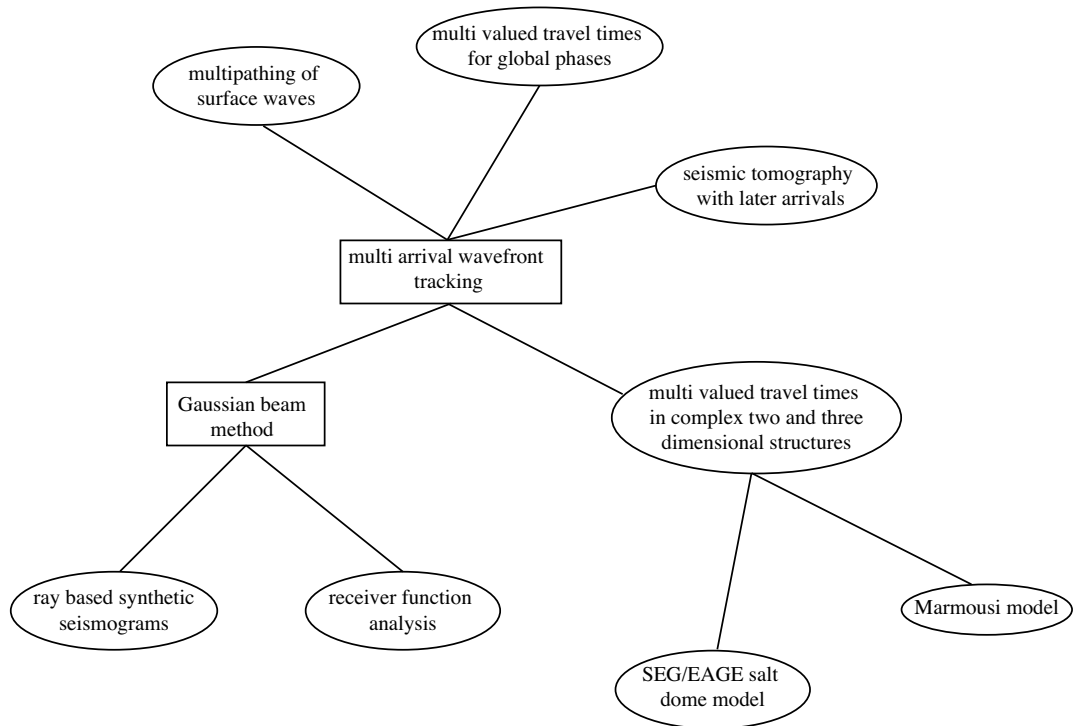 multi valued travel times
for global phases
multipathing of
surface waves
seismic tomography
with later arrivals
multi arrival wavefront
tracking
Gaussian beam
method
multi valued travel times
in complex two and three
dimensional structures
ray based synthetic
seismograms
receiver function
analysis
Marmousi model
SEG/EAGE salt
dome model